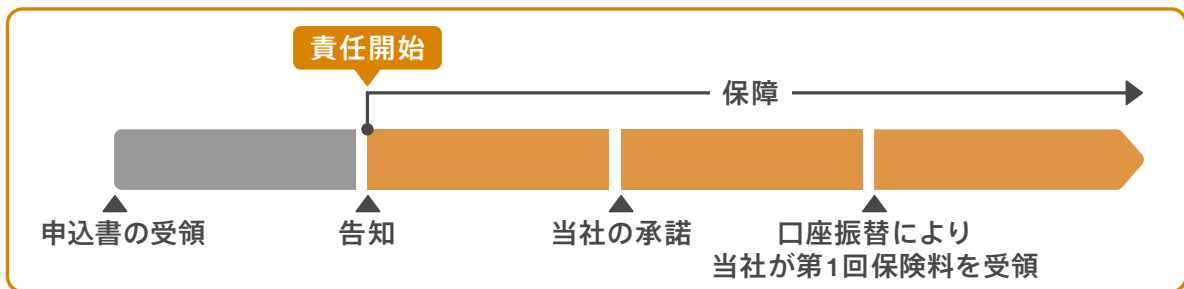 責任開始
保障
申込書の受領
告知
当社の承諾
口座振替により
当社が第1回保険料を受領